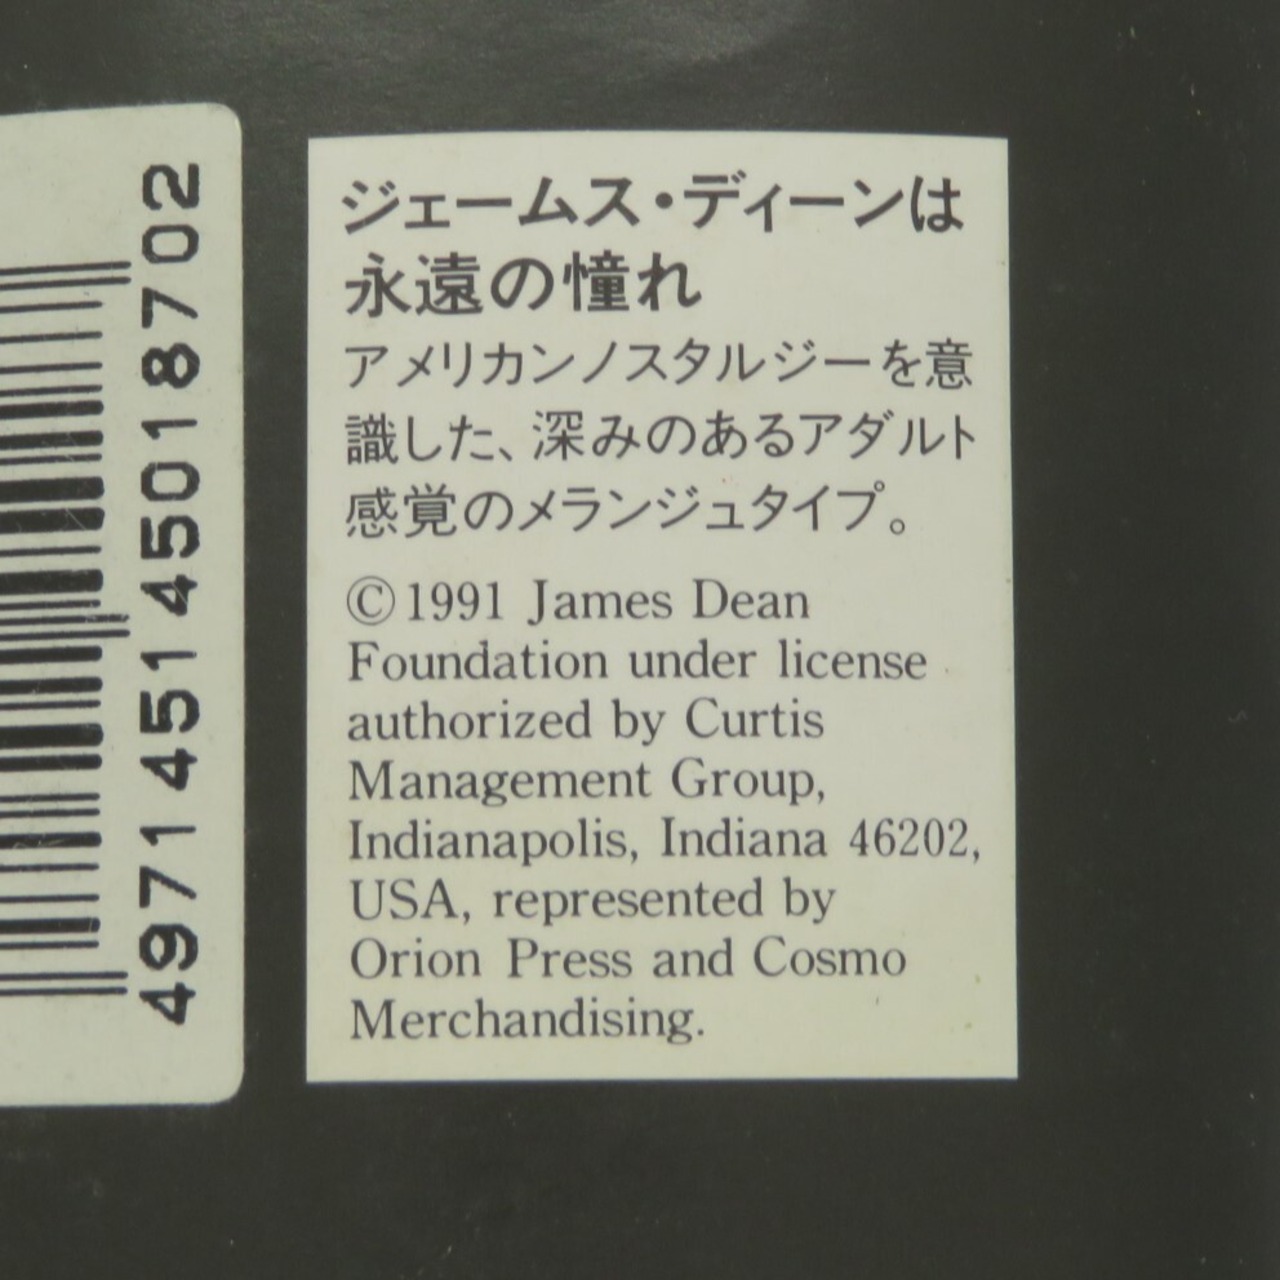 497145145018702
ジェームス・ディーンは
永遠の憧れ
アメリカンノスタルジーを意
識した、深みのあるアダルト
感覚のメランジュタイプ。
©1991 James Dean
Foundation under license
authorized by Curtis
Management Group,
Indianapolis, Indiana 46202,
USA, represented by
Orion Press and Cosmo
Merchandising.